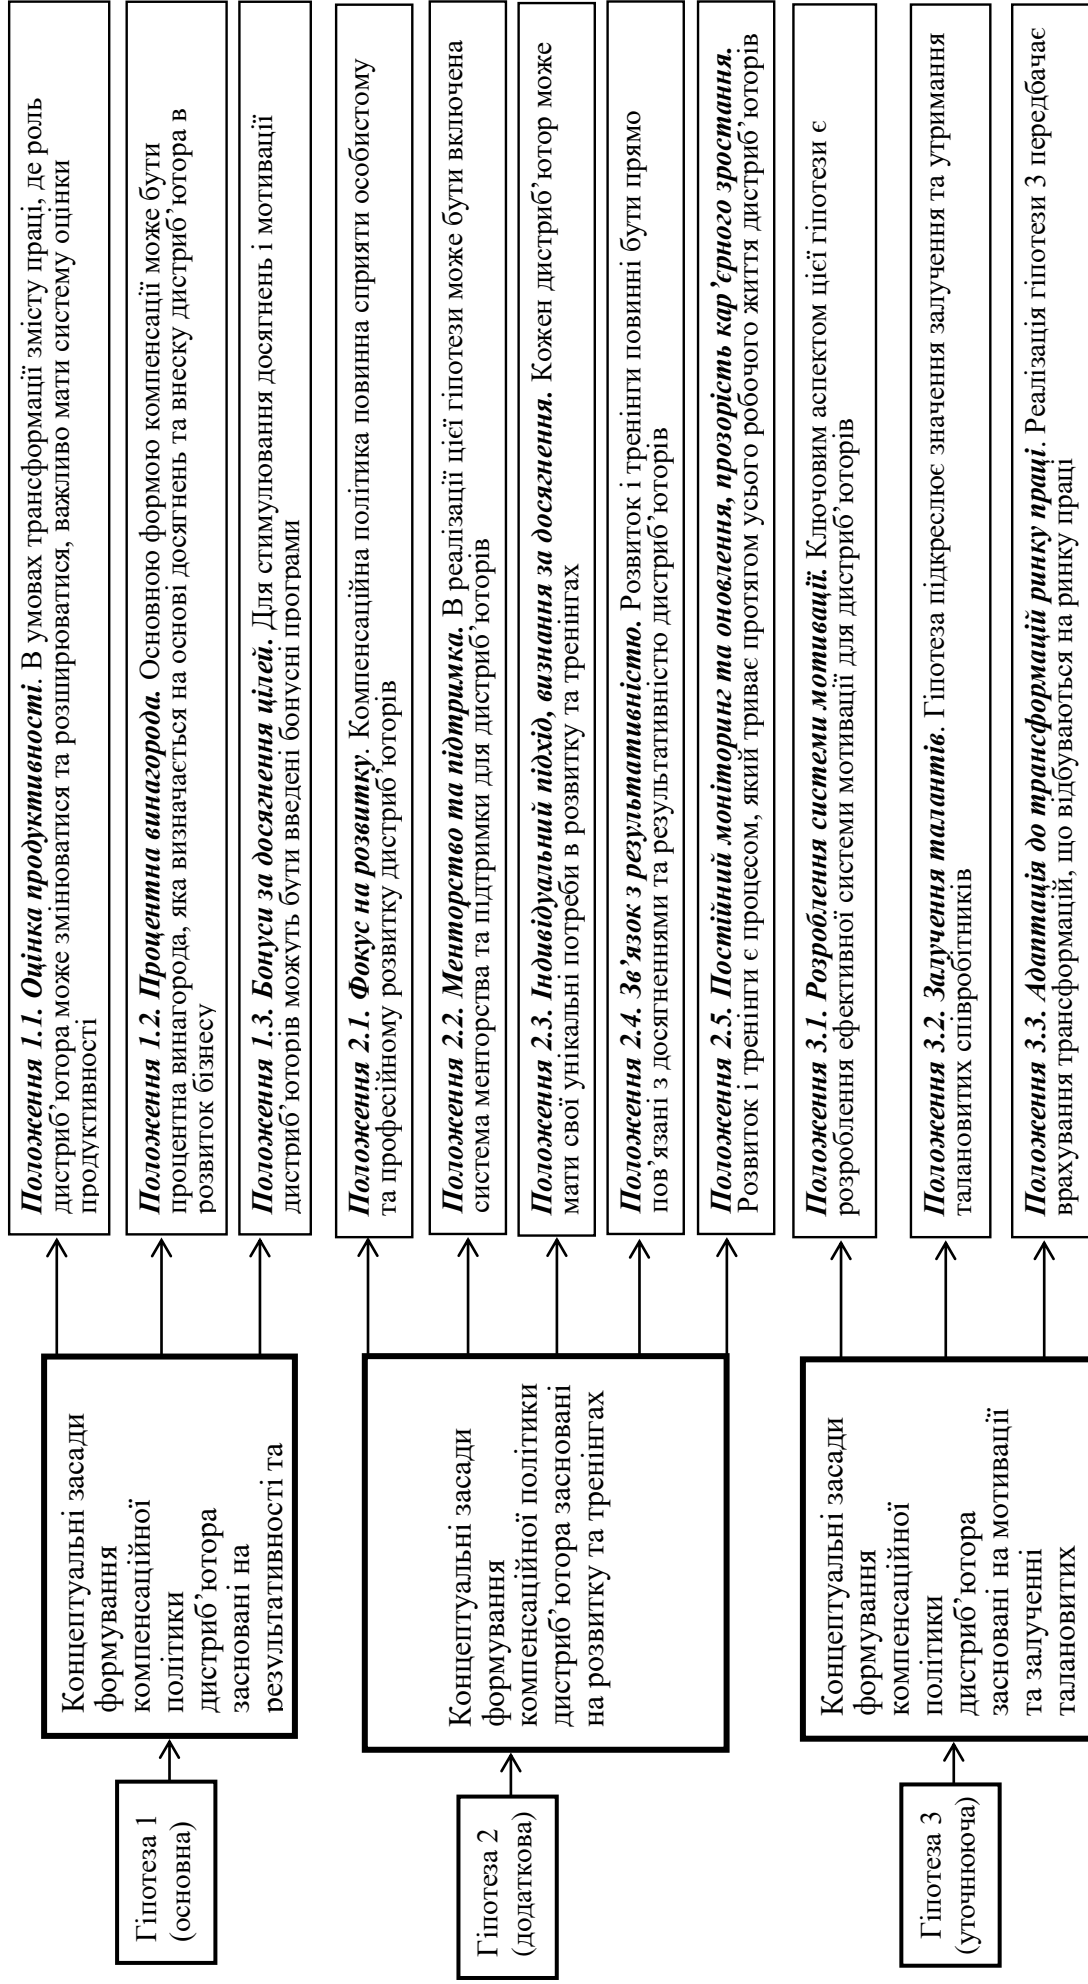 Гіпотеза 1
(основна)
Концептуальні засади
формування
компенсаційної
політики
дистриб’ютора
засновані на
результативності та
Положення 1.1. Оцінка продуктивності. В умовах трансформації змісту праці, де роль
дистриб’ютора може змінюватися та розширюватися, важливо мати систему оцінки
продуктивності
Положення 1.2. Процентна винагорода. Основною формою компенсації може бути
процентна винагорода, яка визначається на основі досягнень та внеску дистриб’ютора в
розвиток бізнесу
Положення 1.3. Бонуси за досягнення цілей. Для стимулювання досягнень і мотивації
дистриб’юторів можуть бути введені бонусні програми
Гіпотеза 2
(додаткова)
Концептуальні засади
формування
компенсаційної політики
дистриб’ютора засновані
на розвитку та тренінгах
Положення 2.1. Фокус на розвитку. Компенсаційна політика повинна сприяти особистому
та професійному розвитку дистриб’юторів
Положення 2.2. Менторство та підтримка. В реалізації цієї гіпотези може бути включена
система менторства та підтримки для дистриб’юторів
Положення 2.3. Індивідуальний підхід, визнання за досягнення. Кожен дистриб’ютор може
мати свої унікальні потреби в розвитку та тренінгах
Положення 2.4. Зв’язок з результативністю. Розвиток і тренінги повинні бути прямо
пов’язані з досягненнями та результативністю дистриб’юторів
Положення 2.5. Постійний моніторинг та оновлення, прозорість кар’єрного зростання.
Розвиток і тренінги є процесом, який триває протягом усього робочого життя дистриб’юторів
Гіпотеза 3
(уточнююча)
Концептуальні засади
формування
компенсаційної
політики
дистриб’ютора
засновані на мотивації
та залученні
талановитих
Положення 3.1. Розроблення системи мотивації. Ключовим аспектом цієї гіпотези є
розроблення ефективної системи мотивації для дистриб’юторів
Положення 3.2. Залучення талантів. Гіпотеза підкреслює значення залучення та утримання
талановитих співробітників
Положення 3.3. Адаптація до трансформацій ринку праці. Реалізація гіпотези 3 передбачає
врахування трансформацій, що відбуваються на ринку праці